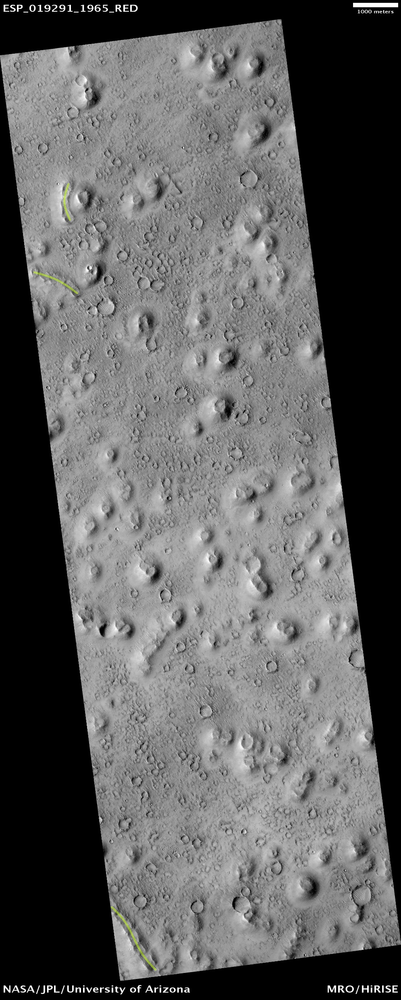 ESP_019291_1965_RED
1000 meters
NASA/JPL/University of Arizona
MRO/HiRISE